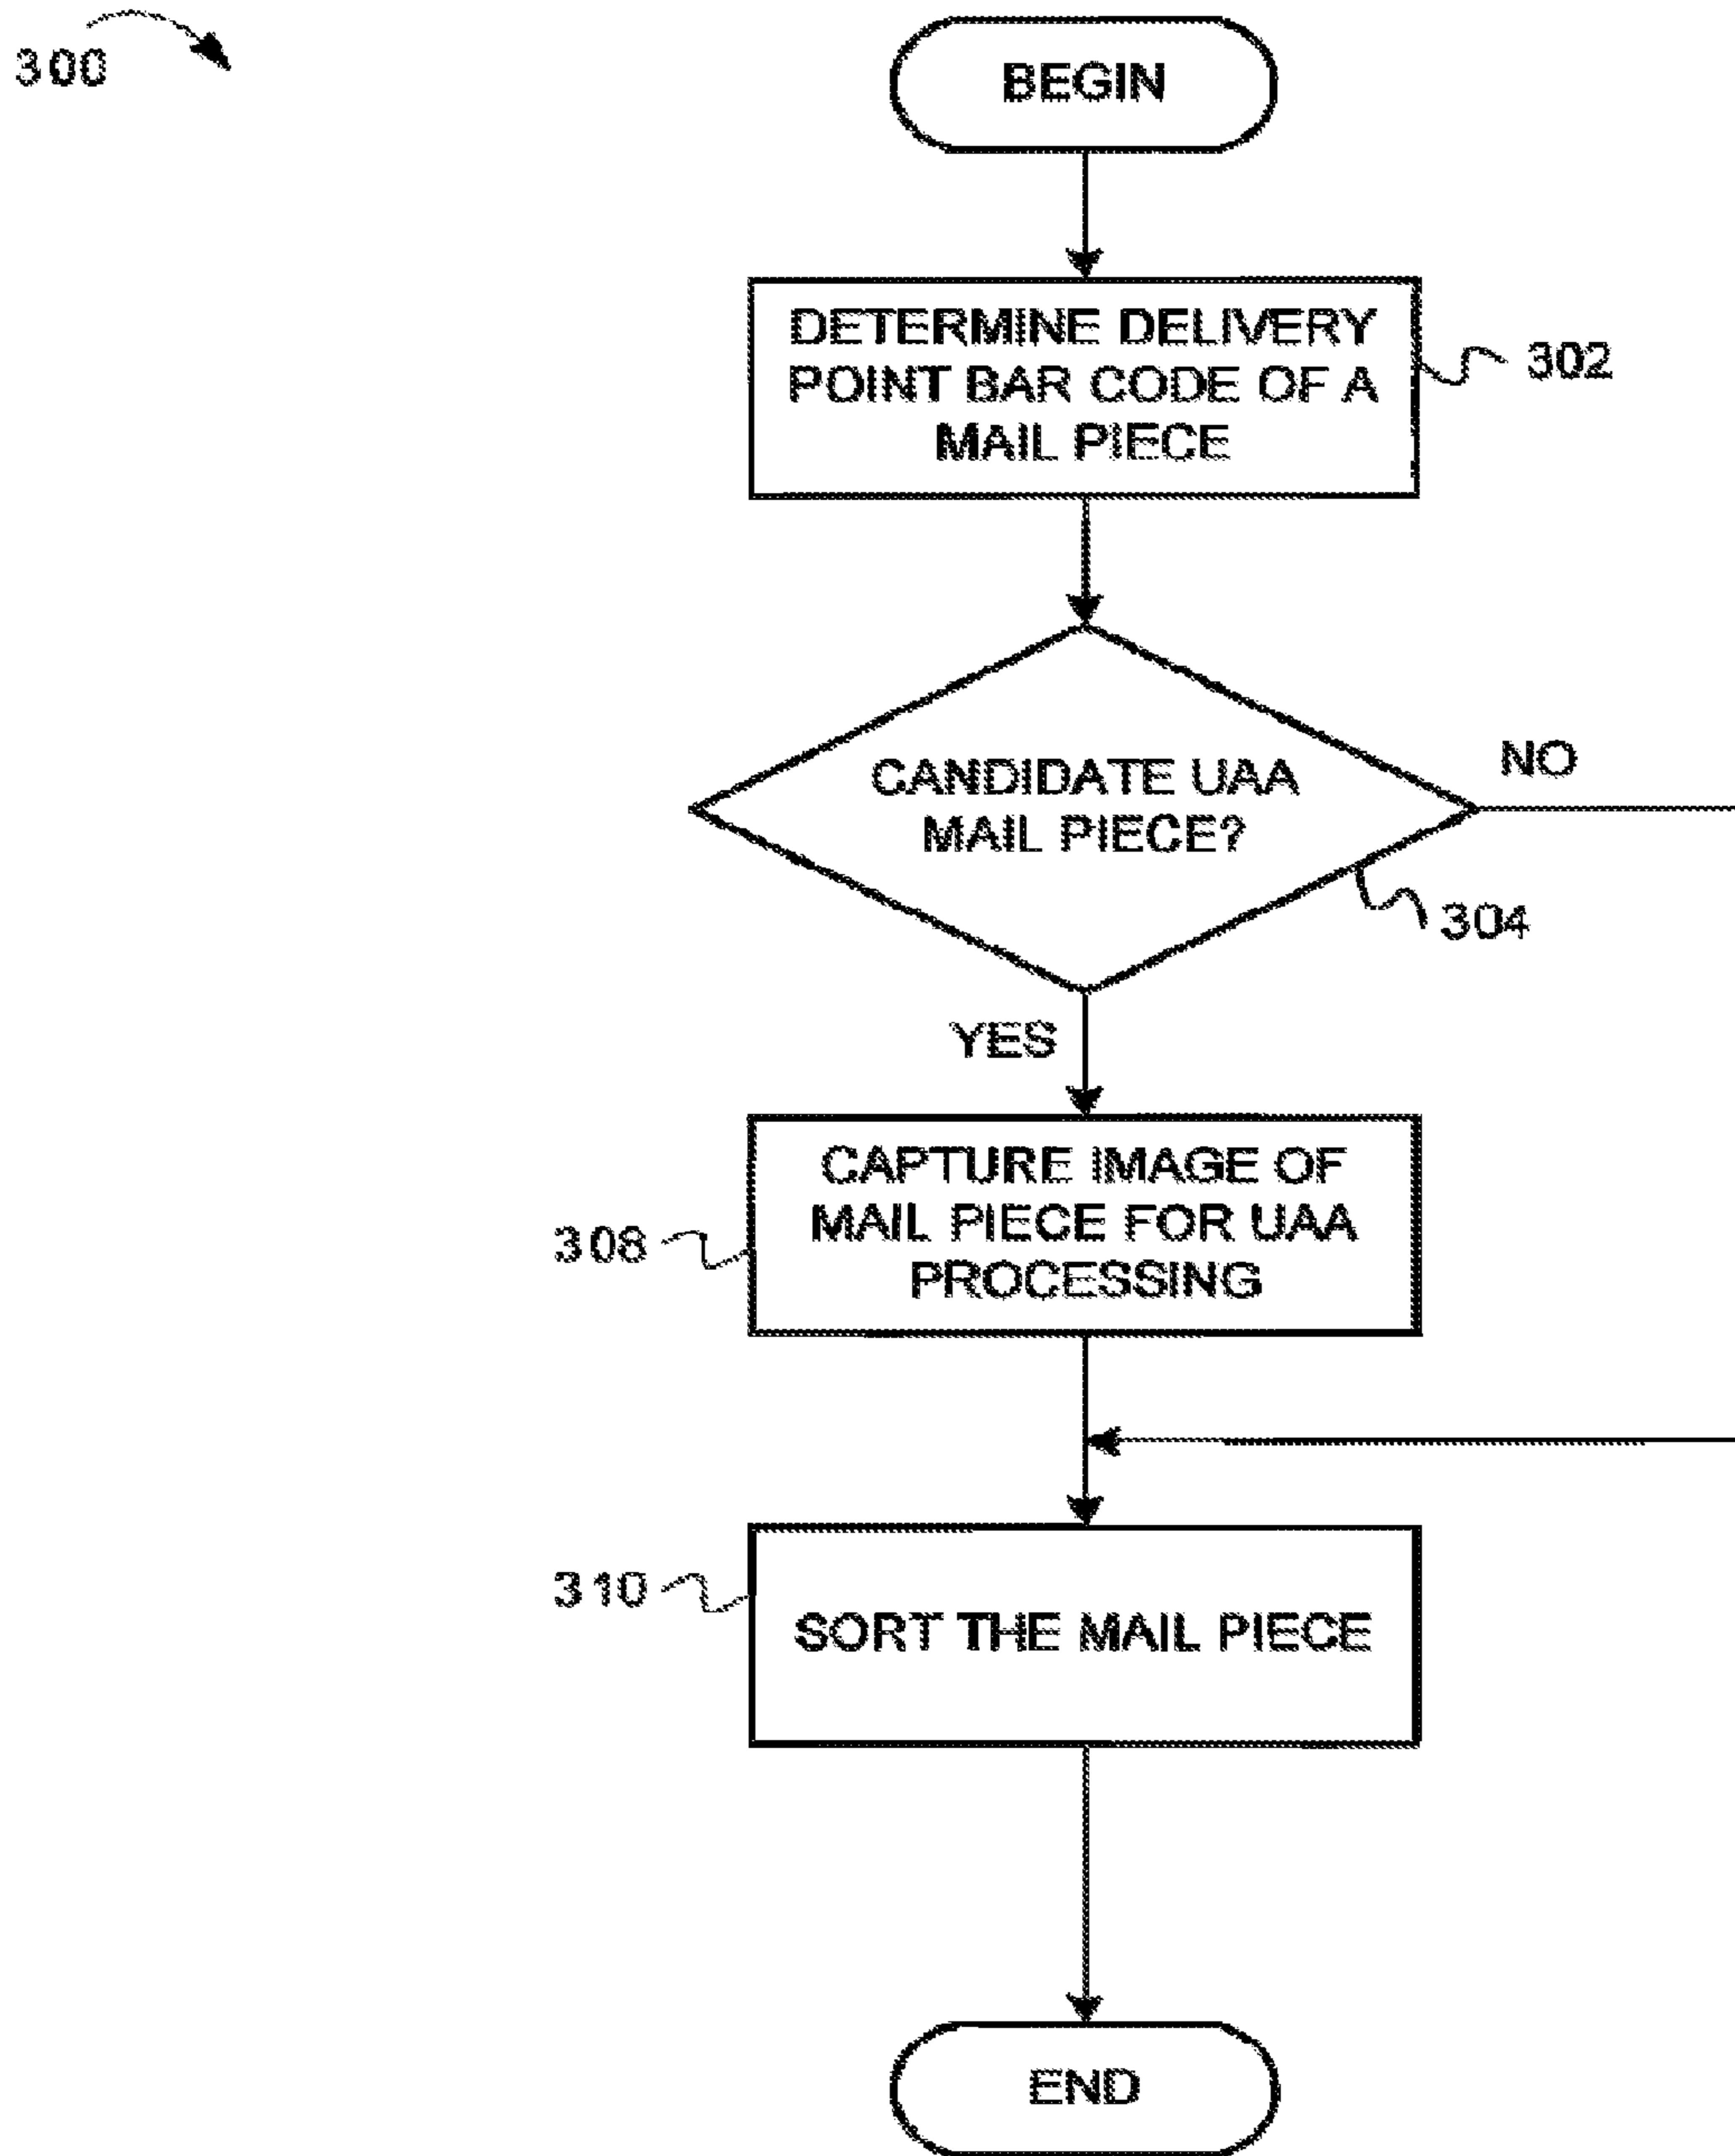 300
BEGIN
DETERMINE DELIVERY
POINT BAR CODE OF A
MAIL PIECE
302
CANDIDATE UAA
MAIL PIECE?
NO
304
YES
CAPTURE IMAGE OF
MAIL PIECE FOR UAA
PROCESSING
308
310
SORT THE MAIL PIECE
END